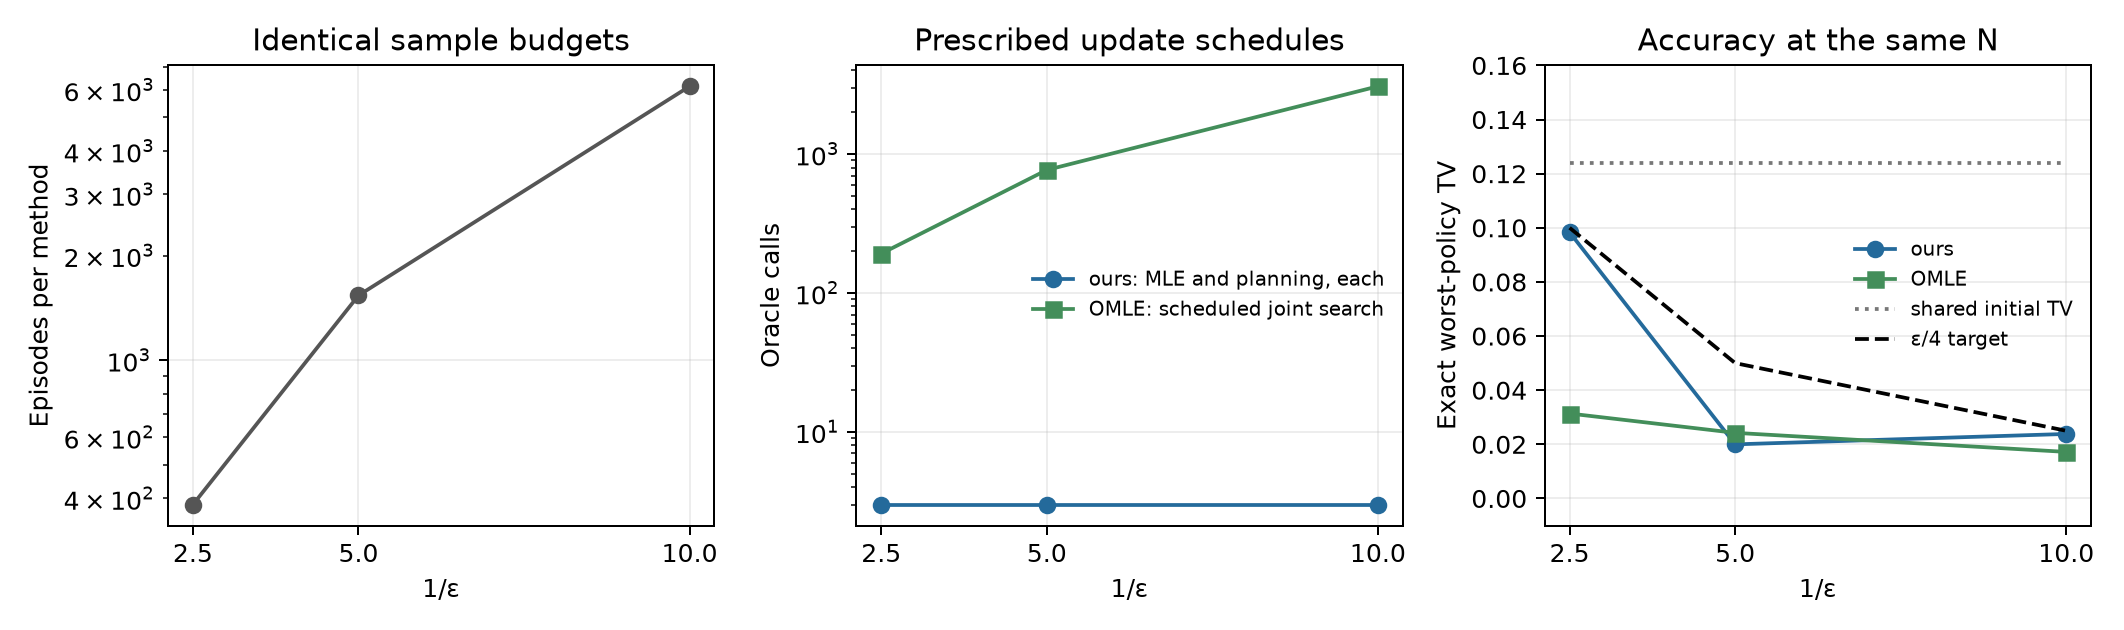 Identical sample budgets
Episodes per method
6 × 10³
4 × 10³
3 × 10³
2 × 10³
10³
6 × 10²
4 × 10²
2.5 5.0 10.0
1/ε
Prescribed update schedules
Oracle calls
10³
10²
10¹
ours: MLE and planning, each
OMLE: scheduled joint search
2.5 5.0 10.0
1/ε
Accuracy at the same N
Exact worst-policy TV
0.16
0.14
0.12
0.10
0.08
0.06
0.04
0.02
0.00
ours
OMLE
shared initial TV
ε/4 target
2.5 5.0 10.0
1/ε